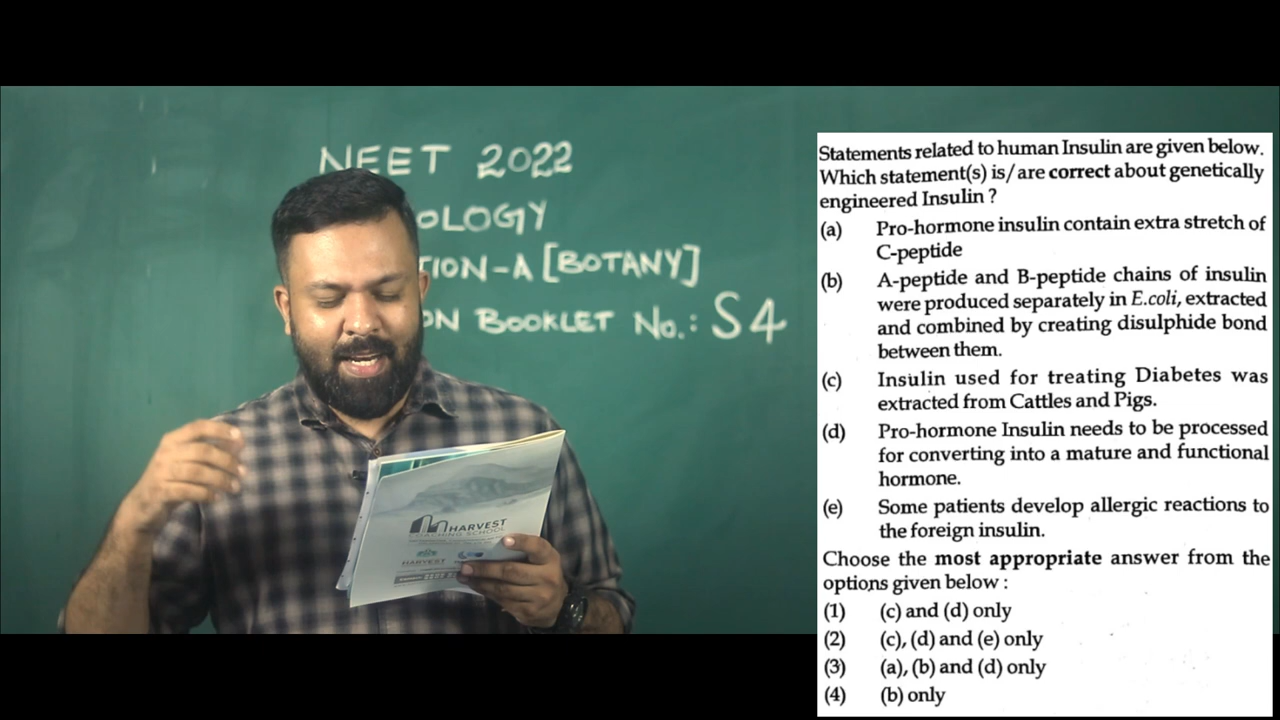 NEET 2022
OLOGY
TION-A [BOTANY]
ON BOOKLET No.: S4
HARVEST
COACHING SCHOOL
HARVEST
Statements related to human Insulin are given below.
Which statement(s) is/are correct about genetically
engineered Insulin ?
(a) Pro-hormone insulin contain extra stretch of
C-peptide
(b) A-peptide and B-peptide chains of insulin
were produced separately in E.coli, extracted
and combined by creating disulphide bond
between them.
(c) Insulin used for treating Diabetes was
extracted from Cattles and Pigs.
(d) Pro-hormone Insulin needs to be processed
for converting into a mature and functional
hormone.
(e) Some patients develop allergic reactions to
the foreign insulin.
Choose the most appropriate answer from the
options given below :
(1) (c) and (d) only
(2) (c), (d) and (e) only
(3) (a), (b) and (d) only
(4) (b) only